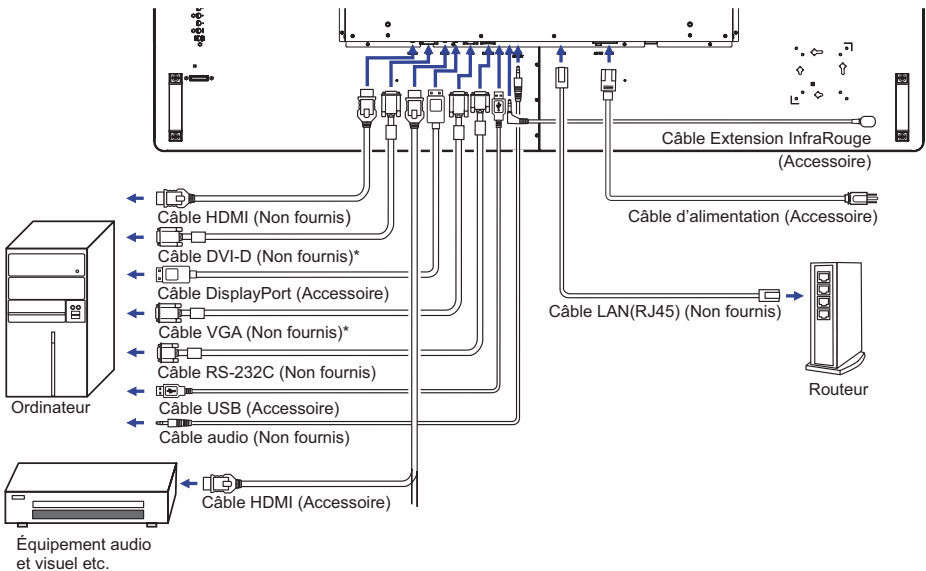 Câble Extension InfraRouge
(Accessoire)
Câble HDMI (Non fournis)
Câble d’alimentation (Accessoire)
Câble DVI-D (Non fournis)*
Câble DisplayPort (Accessoire)
Câble LAN(RJ45) (Non fournis)
Câble VGA (Non fournis)*
Câble RS-232C (Non fournis)
Routeur
Ordinateur
Câble USB (Accessoire)
Câble audio (Non fournis)
Câble HDMI (Accessoire)
Équipement audio
et visuel etc.